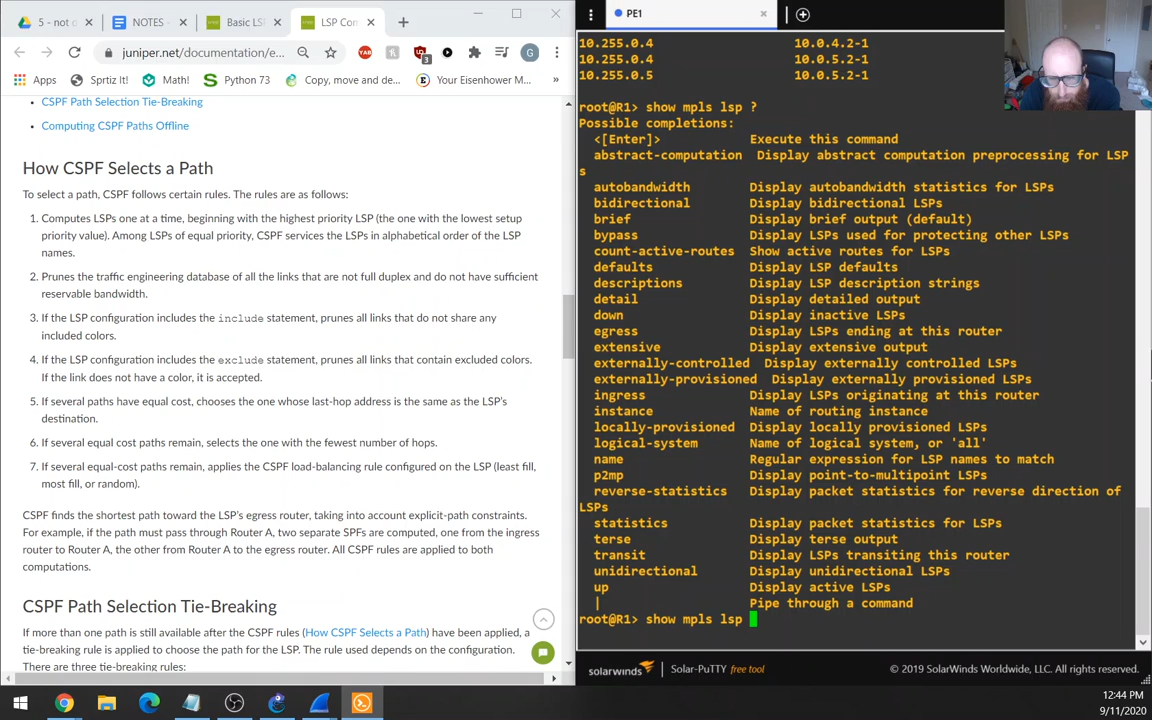 5 - not d
NOTES -
Basic LS
LSP Com
PE1
juniper.net/documentation/e...
G
Apps
Sprtiz It!
Math!
Python 73
Copy, move and de...
Your Eisenhower M...
»
• CSPF Path Selection Tie-Breaking
• Computing CSPF Paths Offline
How CSPF Selects a Path
To select a path, CSPF follows certain rules. The rules are as follows:
1. Computes LSPs one at a time, beginning with the highest priority LSP (the one with the lowest setup
priority value). Among LSPs of equal priority, CSPF services the LSPs in alphabetical order of the LSP
names.
2. Prunes the traffic engineering database of all the links that are not full duplex and do not have sufficient
reservable bandwidth.
3. If the LSP configuration includes the include statement, prunes all links that do not share any
included colors.
4. If the LSP configuration includes the exclude statement, prunes all links that contain excluded colors.
If the link does not have a color, it is accepted.
5. If several paths have equal cost, chooses the one whose last-hop address is the same as the LSP's
destination.
6. If several equal cost paths remain, selects the one with the fewest number of hops.
7. If several equal-cost paths remain, applies the CSPF load-balancing rule configured on the LSP (least fill,
most fill, or random).
CSPF finds the shortest path toward the LSP's egress router, taking into account explicit-path constraints.
For example, if the path must pass through Router A, two separate SPFs are computed, one from the ingress
router to Router A, the other from Router A to the egress router. All CSPF rules are applied to both
computations.
CSPF Path Selection Tie-Breaking
If more than one path is still available after the CSPF rules (How CSPF Selects a Path) have been applied, a
tie-breaking rule is applied to choose the path for the LSP. The rule used depends on the configuration.
There are three tie-breaking rules:
10.255.0.4 10.0.4.2-1
10.255.0.4 10.0.4.2-1
10.255.0.5 10.0.5.2-1
root@R1> show mpls lsp ?
Possible completions:
<[Enter]> Execute this command
abstract-computation Display abstract computation preprocessing for LSP
s
autobandwidth Display autobandwidth statistics for LSPs
bidirectional Display bidirectional LSPs
brief Display brief output (default)
bypass Display LSPs used for protecting other LSPs
count-active-routes Show active routes for LSPs
defaults Display LSP defaults
descriptions Display LSP description strings
detail Display detailed output
down Display inactive LSPs
egress Display LSPs ending at this router
extensive Display extensive output
externally-controlled Display externally controlled LSPs
externally-provisioned Display externally provisioned LSPs
ingress Display LSPs originating at this router
instance Name of routing instance
locally-provisioned Display locally provisioned LSPs
logical-system Name of logical system, or 'all'
name Regular expression for LSP names to match
p2mp Display point-to-multipoint LSPs
reverse-statistics Display packet statistics for reverse direction of
LSPs
statistics Display packet statistics for LSPs
terse Display terse output
transit Display LSPs transiting this router
unidirectional Display unidirectional LSPs
up Display active LSPs
| Pipe through a command
root@R1> show mpls lsp
solarwinds Solar-PuTTY free tool © 2019 SolarWinds Worldwide, LLC. All rights reserved.
12:44 PM
9/11/2020